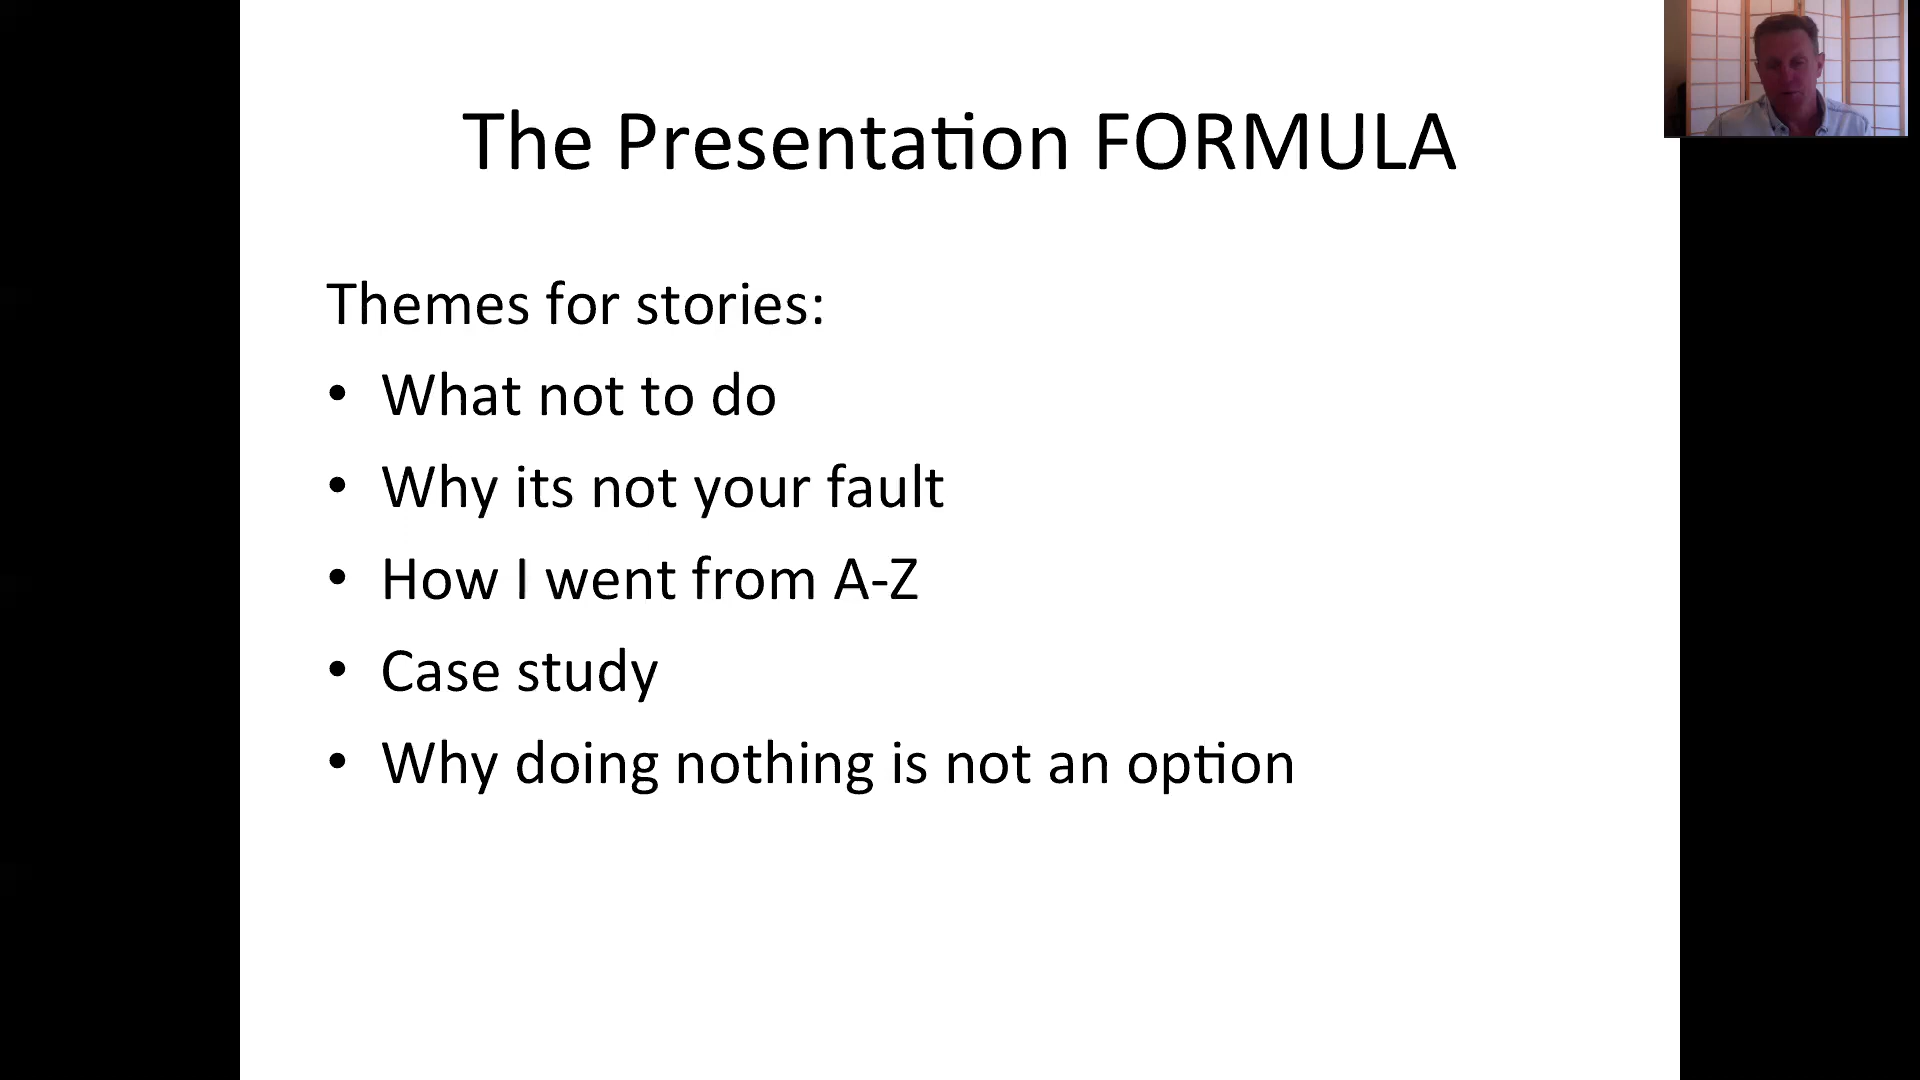 The Presentation FORMULA
Themes for stories:
• What not to do
• Why its not your fault
• How I went from A-Z
• Case study
• Why doing nothing is not an option